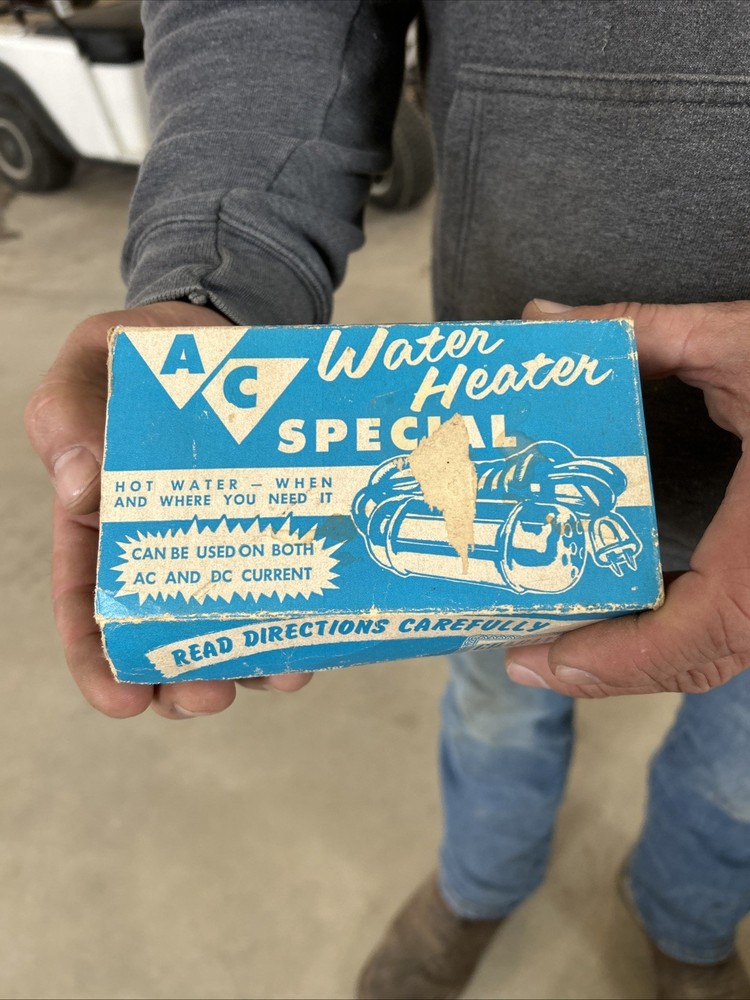 AC
Water
Heater
SPECIAL
HOT WATER — WHEN
AND WHERE YOU NEED IT
CAN BE USED ON BOTH
AC AND DC CURRENT
READ DIRECTIONS CAREFULLY